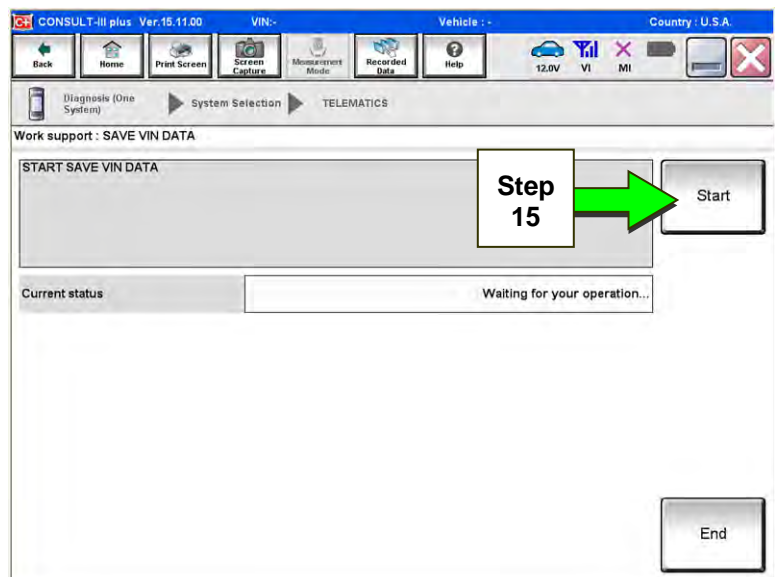 C+ CONSULT-III plus Ver.15.11.00 VIN:- Vehicle : - Country : U.S.A.
Back Home Print Screen Screen Capture Measurement Mode Recorded Data Help 12.0V VI MI
Diagnosis (One System) System Selection TELEMATICS
Work support : SAVE VIN DATA
START SAVE VIN DATA
Step
15
Start
Current status Waiting for your operation...
End